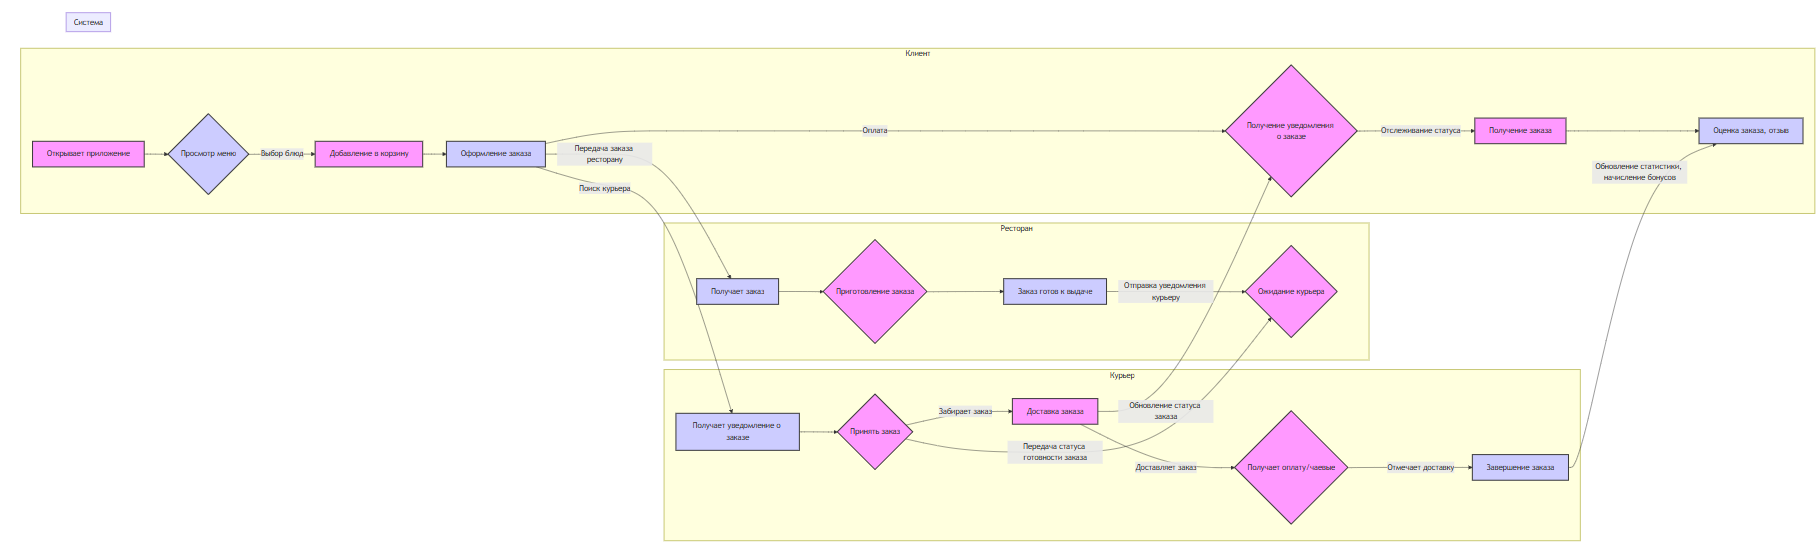 Система
Клиент
Открывает приложение
Просмотр меню
Выбор блюд
Добавление в корзину
Оформление заказа
Оплата
Передача заказа
ресторану
Поиск курьера
Получение уведомления
о заказе
Отслеживание статуса
Получение заказа
Оценка заказа, отзыв
Обновление статистики,
начисление бонусов
Ресторан
Получает заказ
Приготовление заказа
Заказ готов к выдаче
Отправка уведомления
курьеру
Ожидание курьера
Курьер
Получает уведомление о
заказе
Принять заказ
Забирает заказ
Доставка заказа
Обновление статуса
заказа
Передача статуса
готовности заказа
Доставляет заказ
Получает оплату/чаевые
Отмечает доставку
Завершение заказа